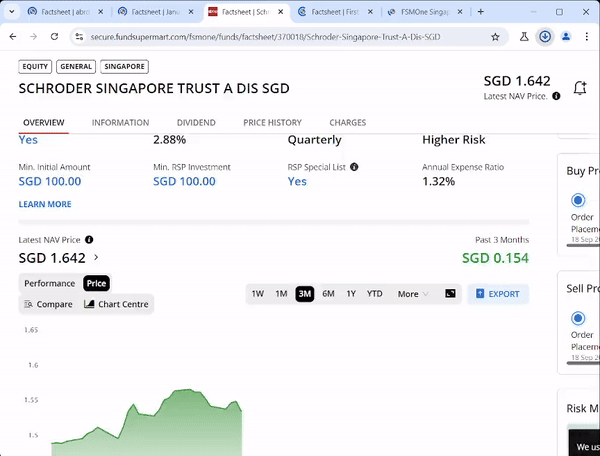 Factsheet | abrd
Factsheet | Janu
Factsheet | Schr
Factsheet | First
FSMOne Singap
secure.fundsupermart.com/fsmone/funds/factsheet/370018/Schroder-Singapore-Trust-A-Dis-SGD
EQUITY GENERAL SINGAPORE
SCHRODER SINGAPORE TRUST A DIS SGD
SGD 1.642
Latest NAV Price.
OVERVIEW INFORMATION DIVIDEND PRICE HISTORY CHARGES
Yes 2.88% Quarterly Higher Risk
Min. Initial Amount Min. RSP Investment RSP Special List Annual Expense Ratio
SGD 100.00 SGD 100.00 Yes 1.32%
LEARN MORE
Latest NAV Price Past 3 Months
SGD 1.642 SGD 0.154
Performance Price
Compare Chart Centre
1W 1M 3M 6M 1Y YTD More EXPORT
1.65
1.6
1.55
1.5
Buy Pr
Order
Placeme
18 Sep 20
Sell Pro
Order
Placeme
18 Sep 20
Risk M
We us